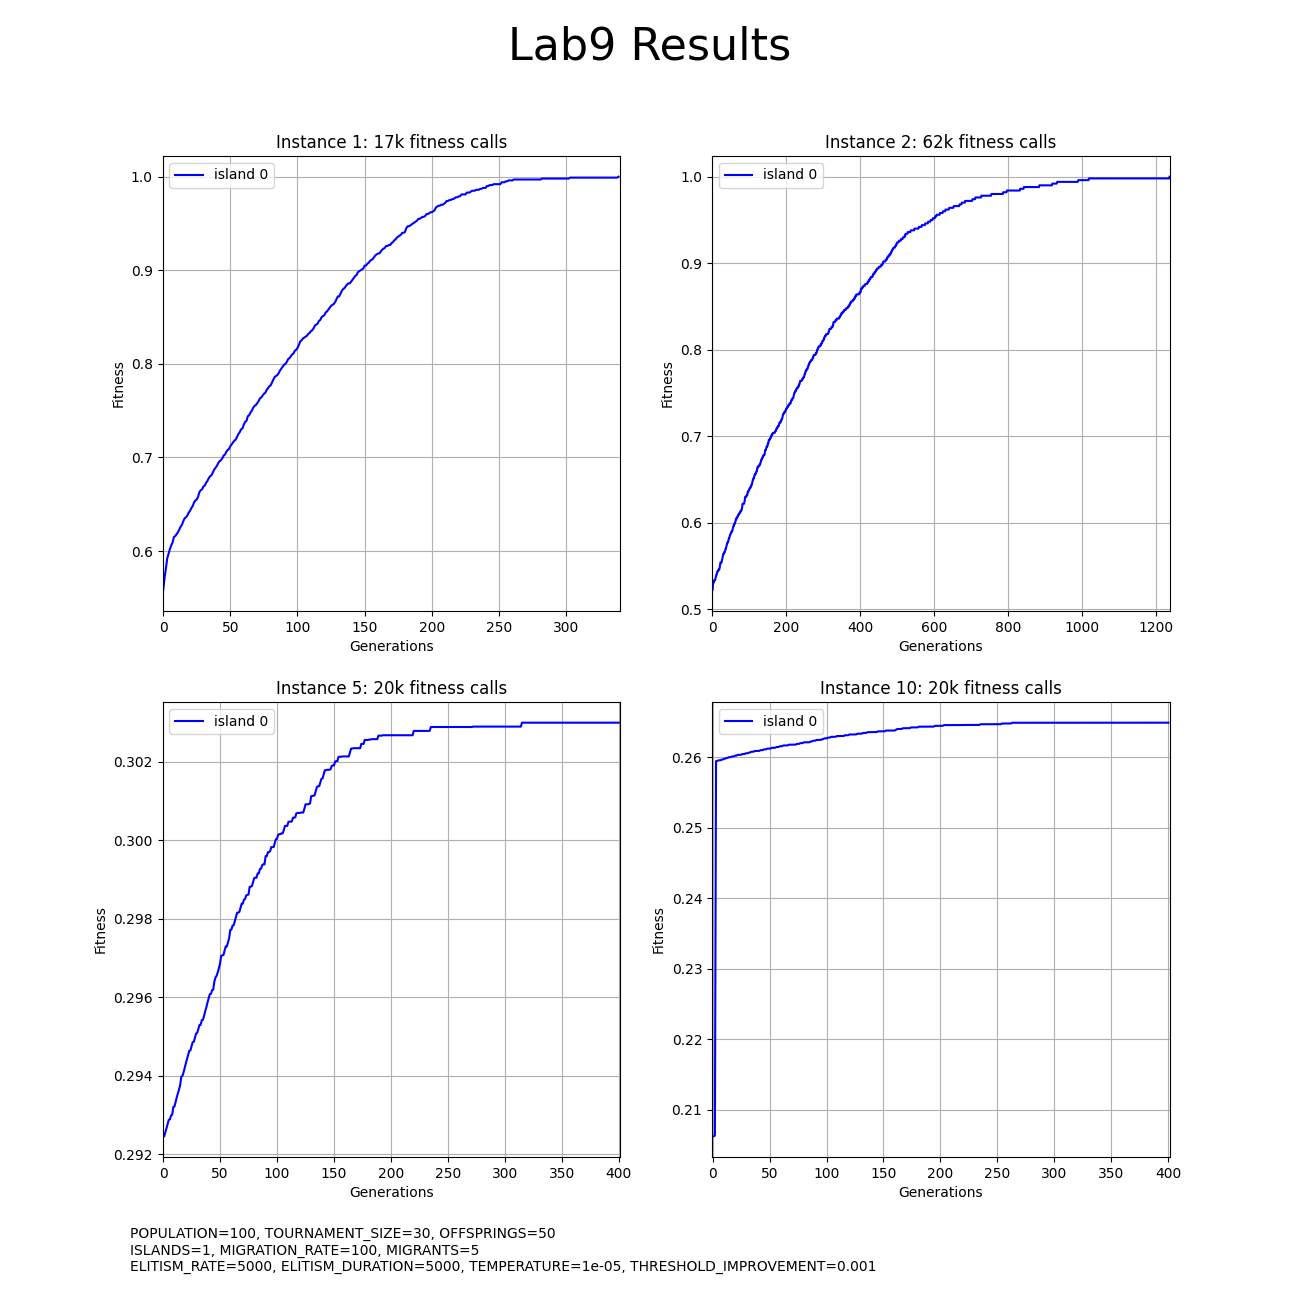 Lab9 Results
Instance 1: 17k fitness calls
island 0
1.0
0.9
0.8
0.7
0.6
Fitness
0 50 100 150 200 250 300
Generations
Instance 2: 62k fitness calls
island 0
1.0
0.9
0.8
0.7
0.6
0.5
Fitness
0 200 400 600 800 1000 1200
Generations
Instance 5: 20k fitness calls
island 0
0.302
0.300
0.298
0.296
0.294
0.292
Fitness
0 50 100 150 200 250 300 350 400
Generations
Instance 10: 20k fitness calls
island 0
0.26
0.25
0.24
0.23
0.22
0.21
Fitness
0 50 100 150 200 250 300 350 400
Generations
POPULATION=100, TOURNAMENT_SIZE=30, OFFSPRINGS=50
ISLANDS=1, MIGRATION_RATE=100, MIGRANTS=5
ELITISM_RATE=5000, ELITISM_DURATION=5000, TEMPERATURE=1e-05, THRESHOLD_IMPROVEMENT=0.001